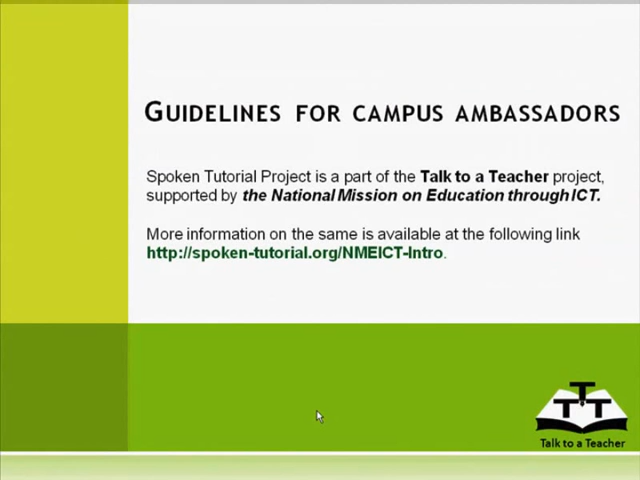 GUIDELINES FOR CAMPUS AMBASSADORS
Spoken Tutorial Project is a part of the Talk to a Teacher project,
supported by the National Mission on Education through ICT.
More information on the same is available at the following link
http://spoken-tutorial.org/NMEICT-Intro.
TTT
Talk to a Teacher